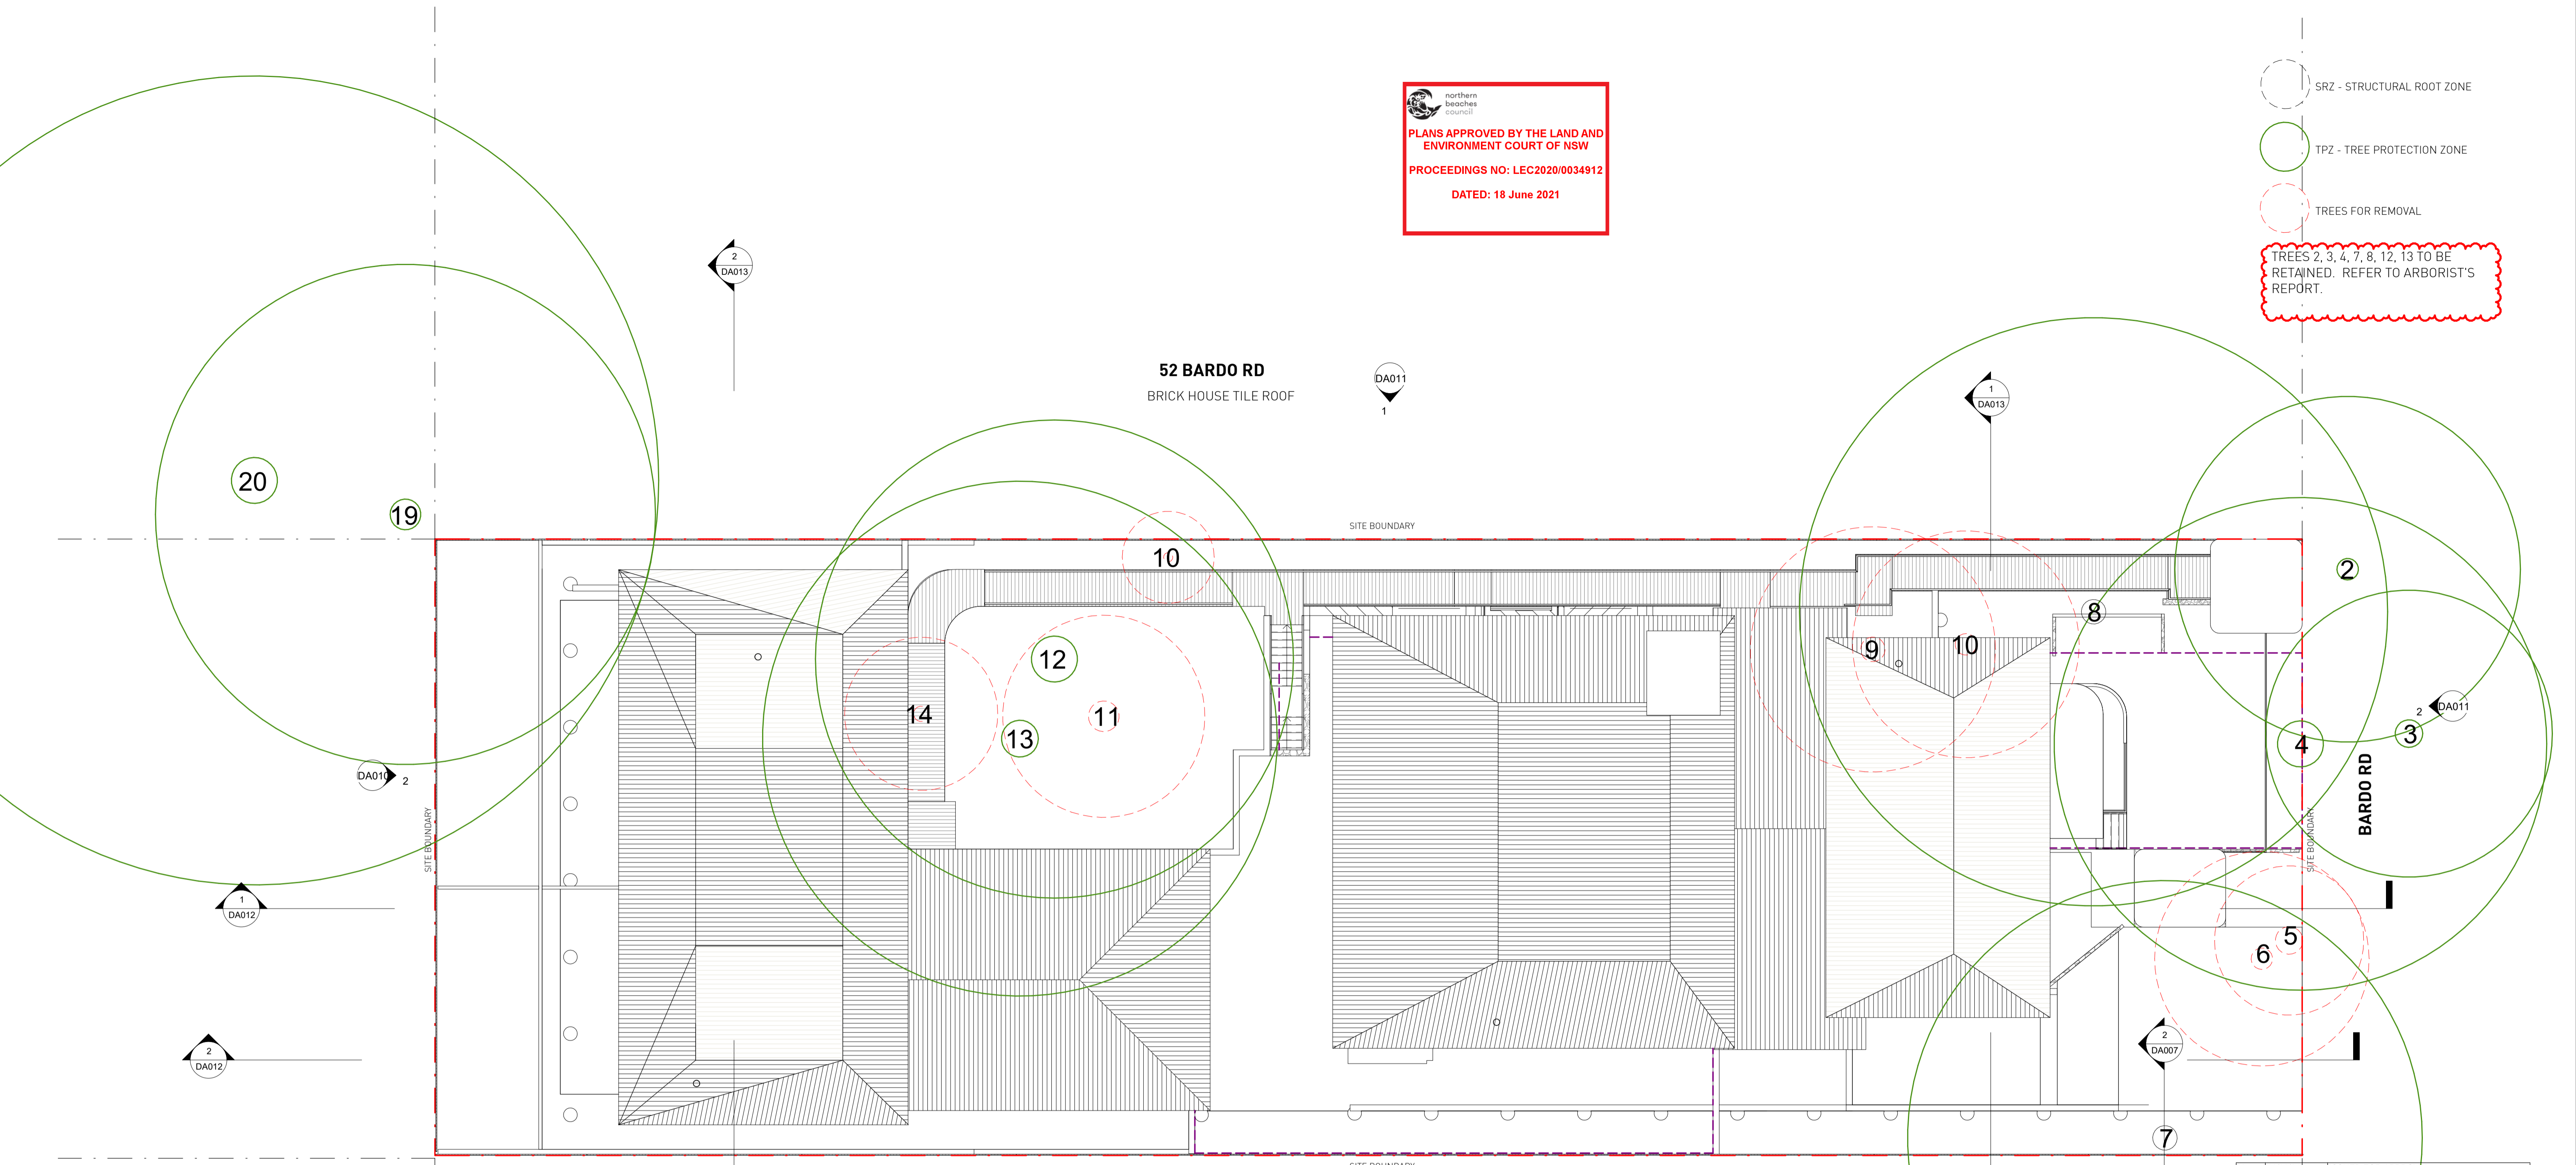 northern
beaches
council
PLANS APPROVED BY THE LAND AND
ENVIRONMENT COURT OF NSW
PROCEEDINGS NO: LEC2020/0034912
DATED: 18 June 2021
SRZ - STRUCTURAL ROOT ZONE
TPZ - TREE PROTECTION ZONE
TREES FOR REMOVAL
TREES 2, 3, 4, 7, 8, 12, 13 TO BE
RETAINED. REFER TO ARBORIST'S
REPORT.
2
DA013
52 BARDO RD
BRICK HOUSE TILE ROOF
DA011
1
1
DA013
20
19
SITE BOUNDARY
10
2
8
9
10
12
14
11
13
4
3
2
DA011
BARDO RD
DA010
2
SITE BOUNDARY
SITE BOUNDARY
1
DA012
5
6
2
DA012
2
DA007
7
SITE BOUNDARY